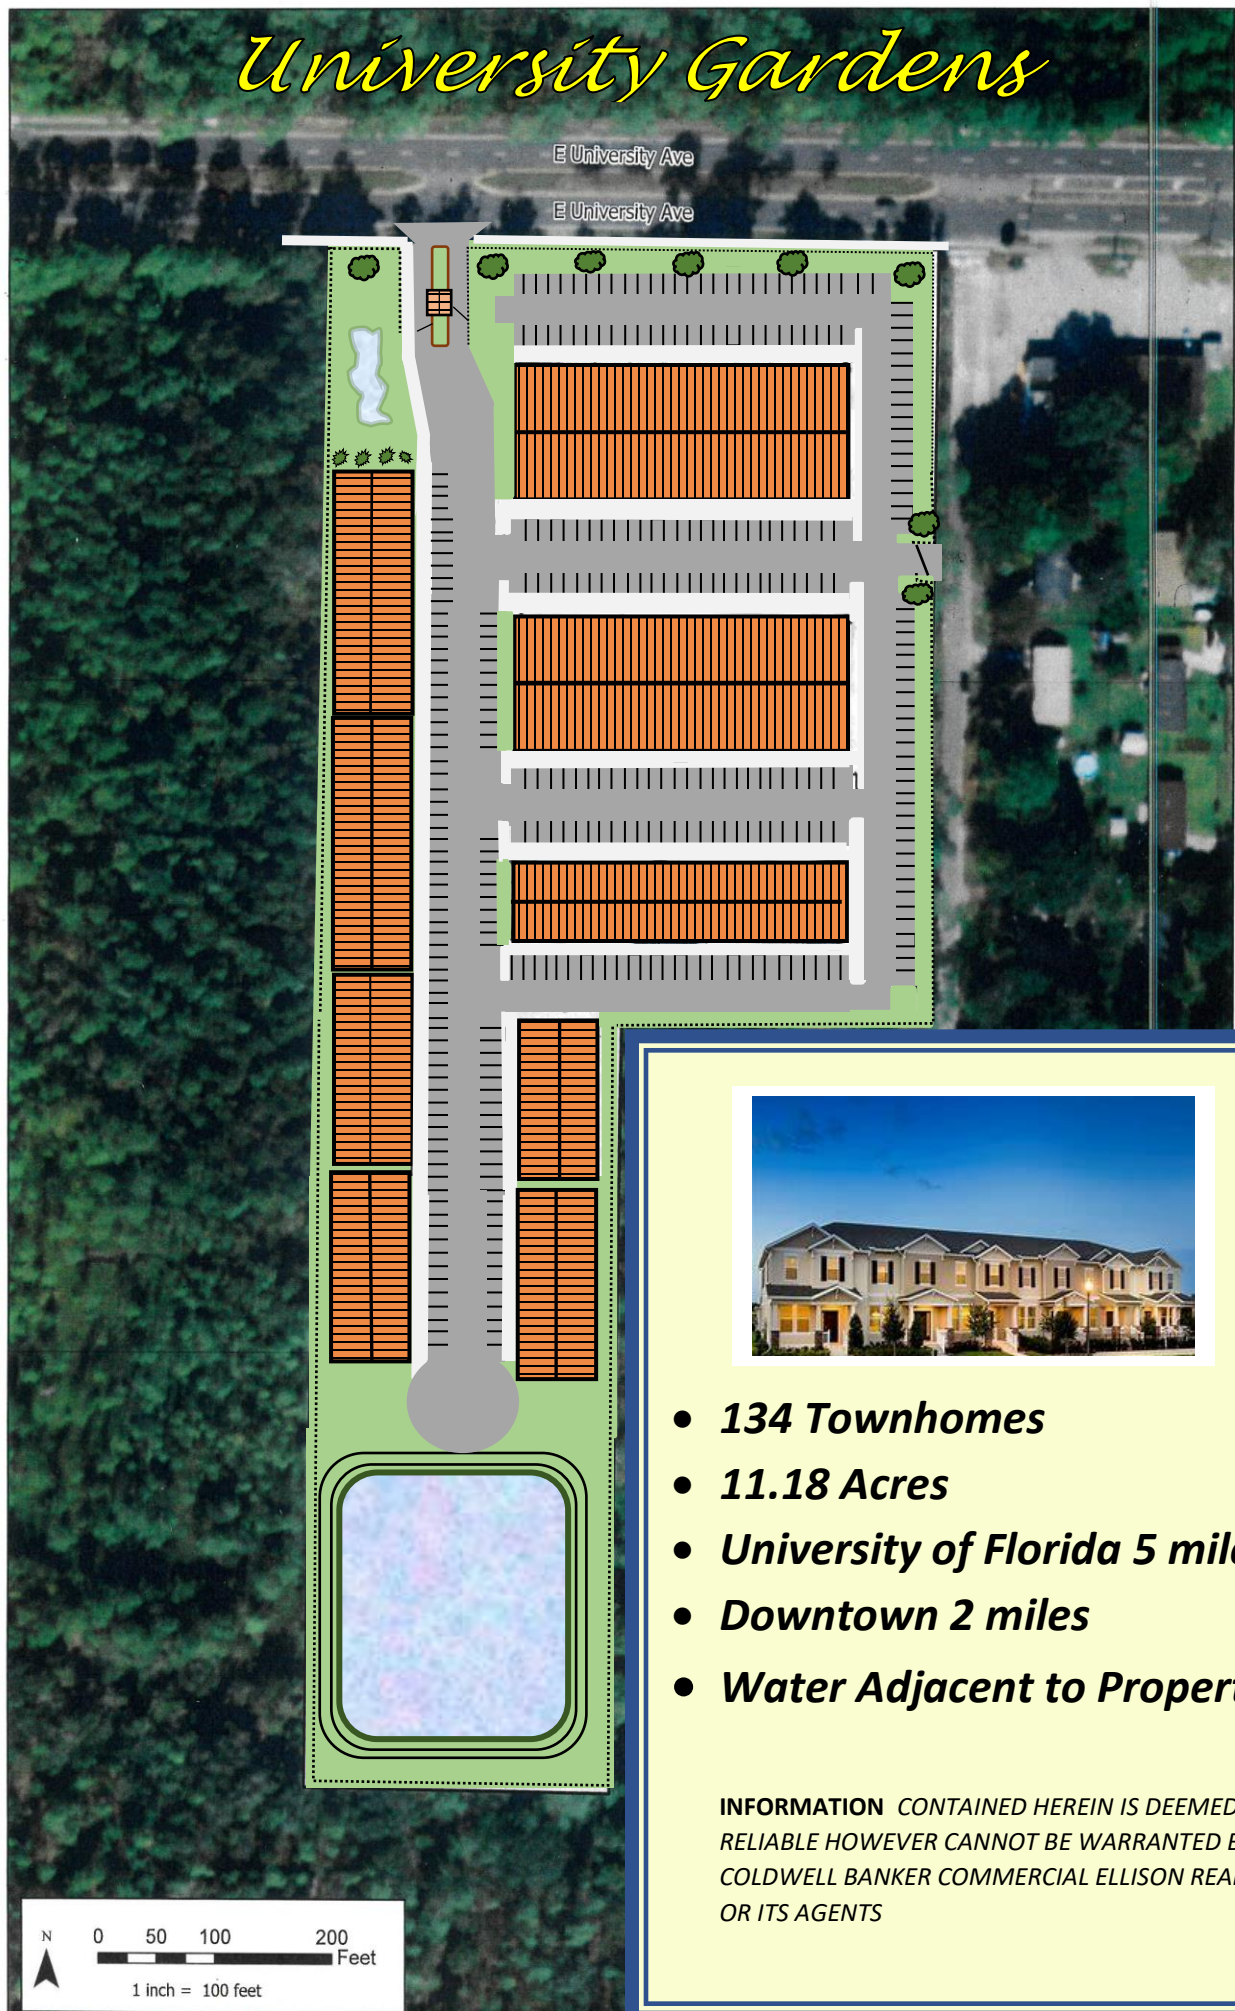 University Gardens
E University Ave
E University Ave
• 134 Townhomes
• 11.18 Acres
• University of Florida 5 mil
• Downtown 2 miles
• Water Adjacent to Propert
INFORMATION CONTAINED HEREIN IS DEEMED
RELIABLE HOWEVER CANNOT BE WARRANTED
COLDWELL BANKER COMMERCIAL ELLISON REA
OR ITS AGENTS
N
0 50 100 200
Feet
1 inch = 100 feet